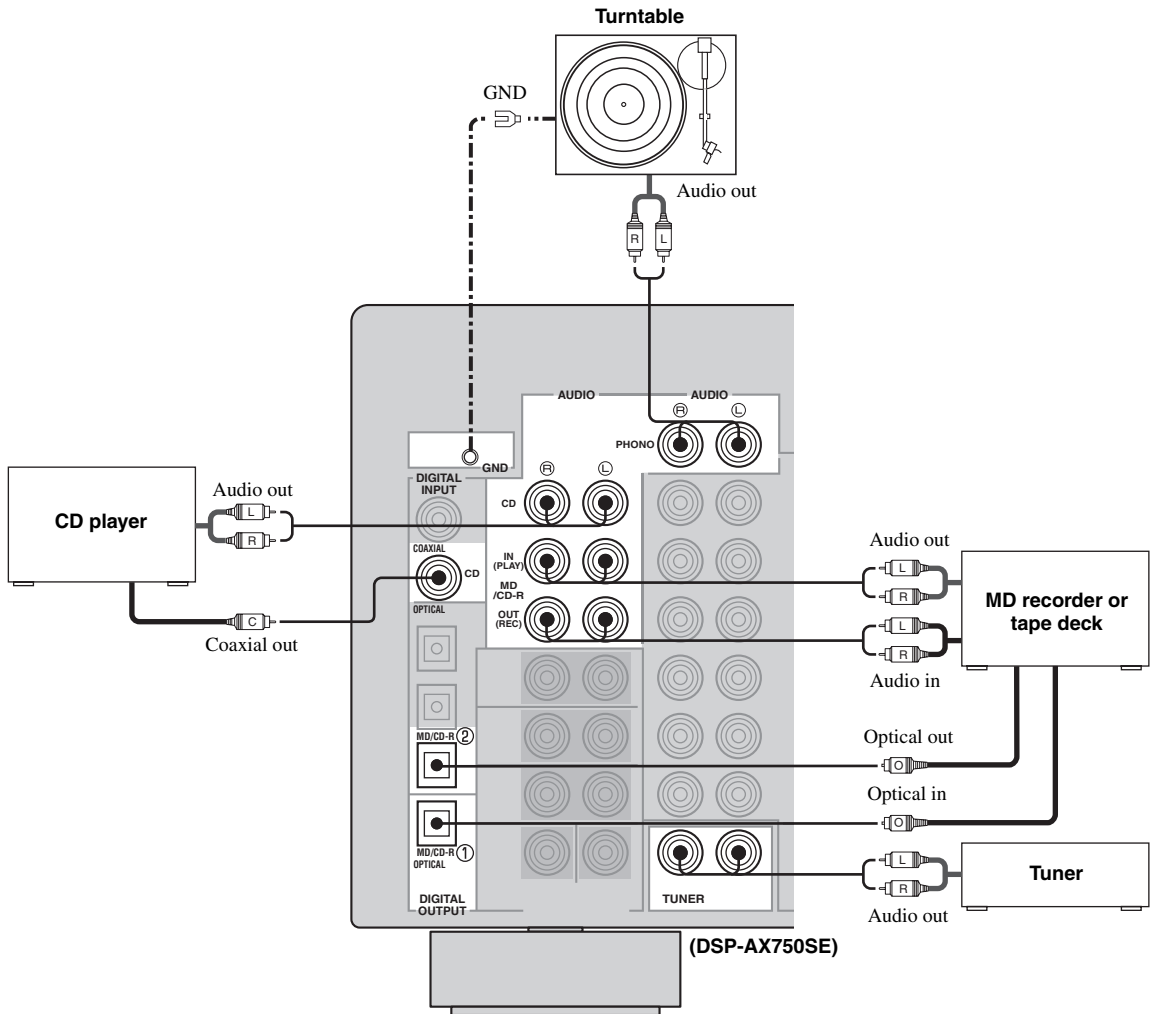 Turntable
GND
Audio out
R L
AUDIO AUDIO
R L
PHONO
GND
R L
DIGITAL
INPUT
CD
Audio out
L
R
CD player
COAXIAL
CD
IN
(PLAY)
MD
/CD-R
OUT
(REC)
Audio out
L
R
MD recorder or
tape deck
C
Coaxial out
OPTICAL
L
R
Audio in
MD/CD-R ②
Optical out
O
Optical in
O
MD/CD-R ①
OPTICAL
L
R
Tuner
TUNER
Audio out
DIGITAL
OUTPUT
(DSP-AX750SE)